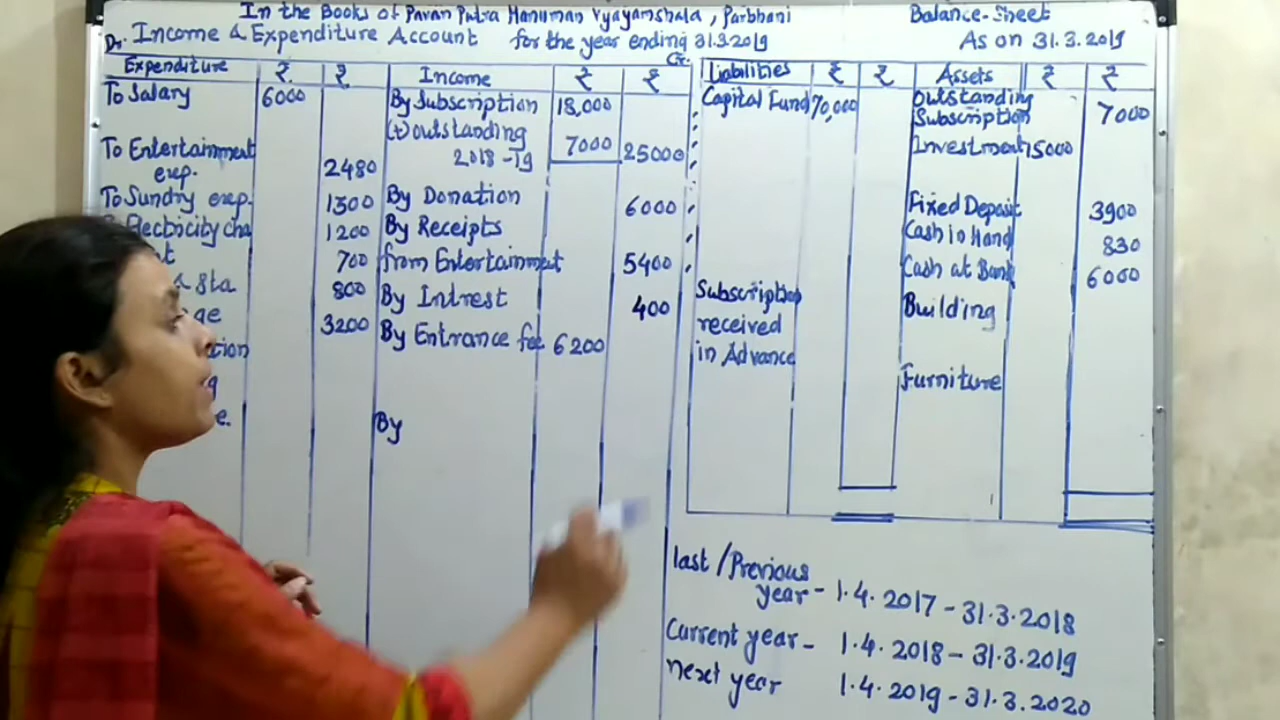 In the Books of Pavan Putra Hanuman Vyayamshala, Parbhani
Dr. Income & Expenditure Account for the year ending 31.3.2019 Cr.
Expenditure ₹ ₹ Income ₹ ₹
To Salary 6000 By Subscription 18,000
(+) outstanding 7000
2018-19 25000
To Entertainment
exp. 2480
To Sundry exp. 1300 By Donation 6000
Electricity cha 1200 By Receipts
700 from Entertainment 5400
& sta 800 By Intrest 400
ge 3200 By Entrance fee 6200
ation
By
Balance-Sheet
As on 31.3.2019
Liabilities ₹ ₹ Assets ₹ ₹
Capital Fund 70,000 Outstanding
Subscription 7000
Investment 15000
Fixed Deposit 3900
Cash in Hand 830
Cash at Bank 6000
Subscription Building
received
in Advance
Furniture
last/Previous
year - 1.4.2017 - 31.3.2018
Current year - 1.4.2018 - 31.3.2019
next year 1.4.2019 - 31.3.2020